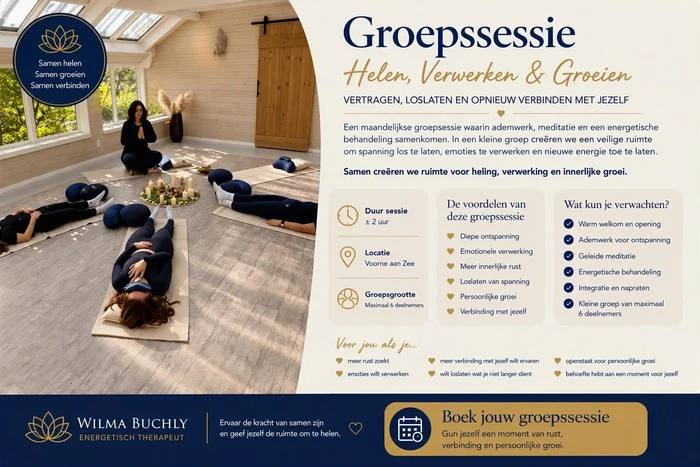 Samen helen
Samen groeien
Samen verbinden
Groepssessie
Helen, Verwerken & Groeien
VERTRAGEN, LOSLATEN EN OPNIEUW VERBINDEN MET JEZELF
Een maandelijkse groepsessie waarin ademwerk, meditatie en een energetische
behandeling samenkomen. In een kleine groep creëren we een veilige ruimte
om spanning los te laten, emoties te verwerken en nieuwe energie toe te laten.
Samen creëren we ruimte voor heling, verwerking en innerlijke groei.
Duur sessie
± 2 uur
Locatie
Voorne aan Zee
Groepsgrootte
Maximaal 6 deelnemers
De voordelen van
deze groepssessie
Diepe ontspanning
Emotionele verwerking
Meer innerlijke rust
Loslaten van spanning
Persoonlijke groei
Verbinding met jezelf
Wat kun je verwachten?
Warm welkom en opening
Ademwerk voor ontspanning
Geleide meditatie
Energetische behandeling
Integratie en napraten
Kleine groep van maximaal
6 deelnemers
Voor jou als je...
meer rust zoekt
emoties wilt verwerken
meer verbinding met jezelf wilt ervaren
wilt loslaten wat je niet langer dient
openstaat voor persoonlijke groei
behoefte hebt aan een moment voor jezelf
WILMA BUCHLY
ENERGETISCH THERAPEUT
Ervaar de kracht van samen zijn
en geef jezelf de ruimte om te helen.
Boek jouw groepssessie
Gun jezelf een moment van rust,
verbinding en persoonlijke groei.